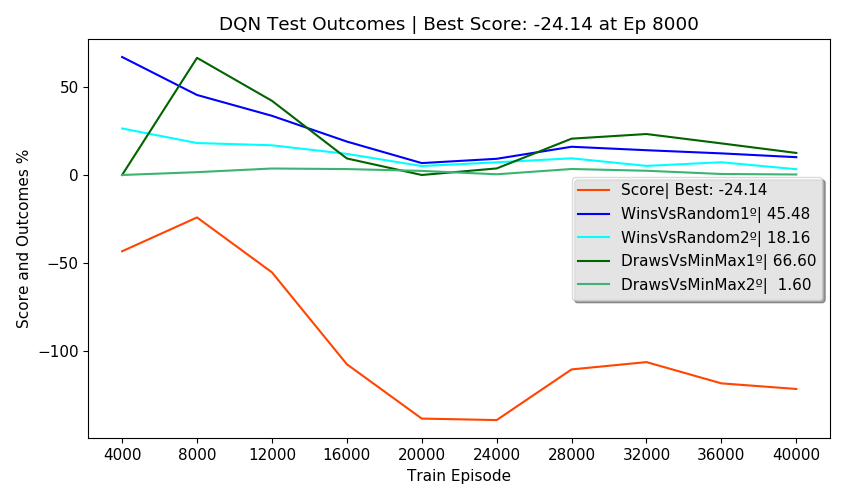 DQN Test Outcomes | Best Score: -24.14 at Ep 8000
Score and Outcomes %
50
0
−50
−100
Score| Best: -24.14
WinsVsRandom1º| 45.48
WinsVsRandom2º| 18.16
DrawsVsMinMax1º| 66.60
DrawsVsMinMax2º|  1.60
4000 8000 12000 16000 20000 24000 28000 32000 36000 40000
Train Episode